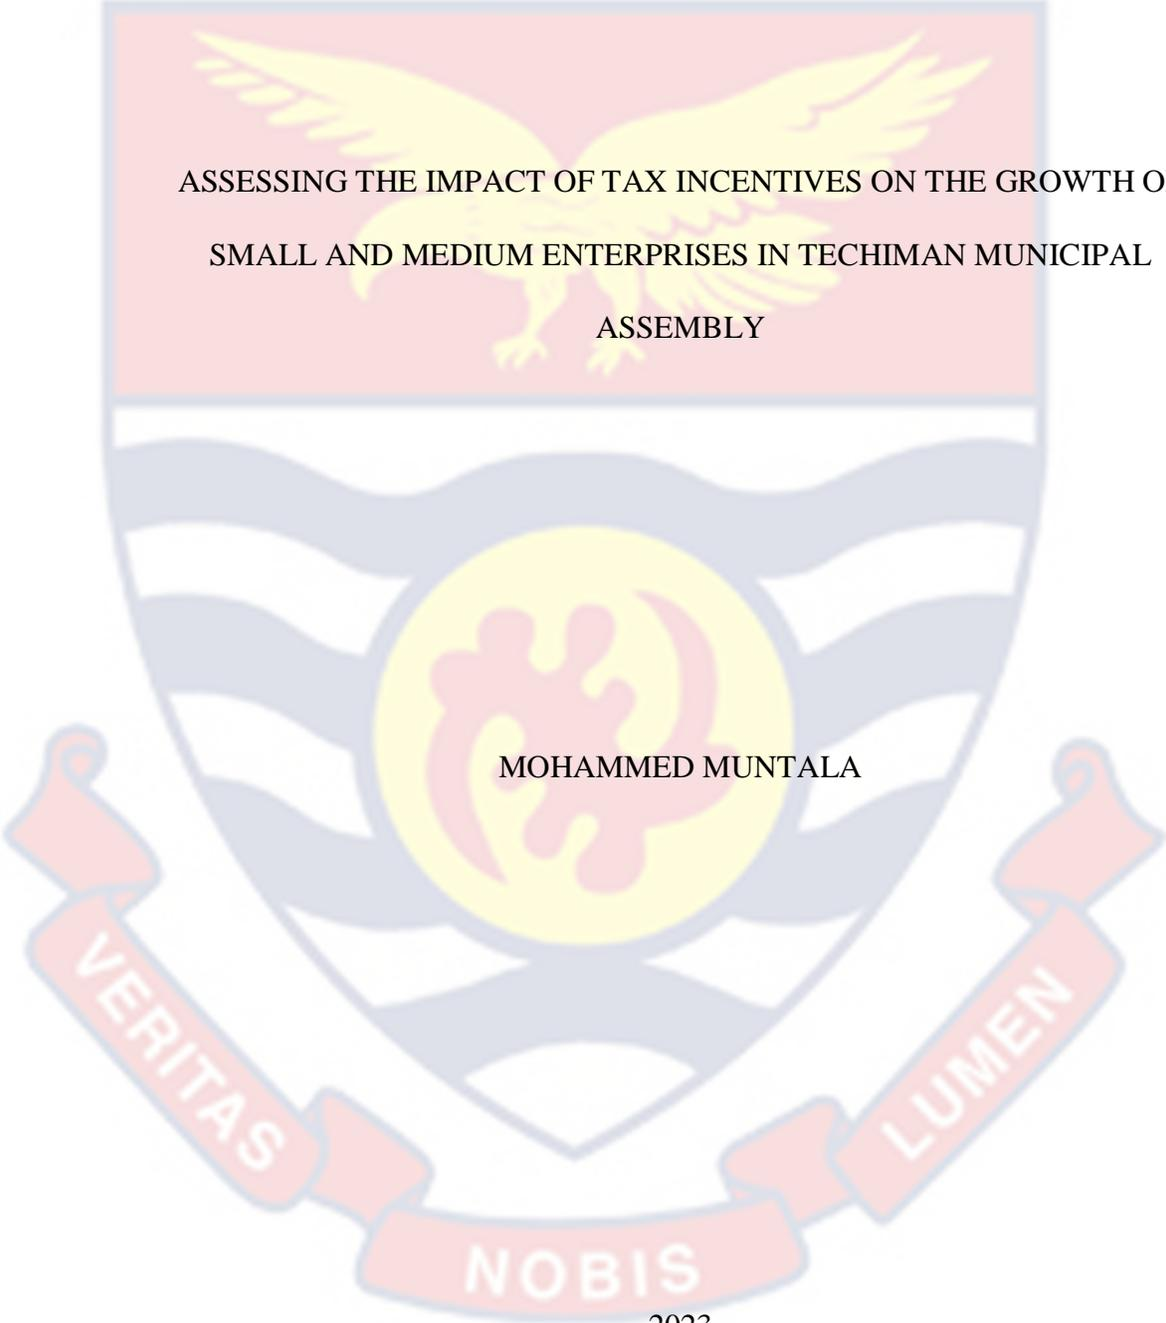 ASSESSING THE IMPACT OF TAX INCENTIVES ON THE GROWTH O
SMALL AND MEDIUM ENTERPRISES IN TECHIMAN MUNICIPAL
ASSEMBLY
MOHAMMED MUNTALA
VERITAS
NOBIS
LUMEN
2023